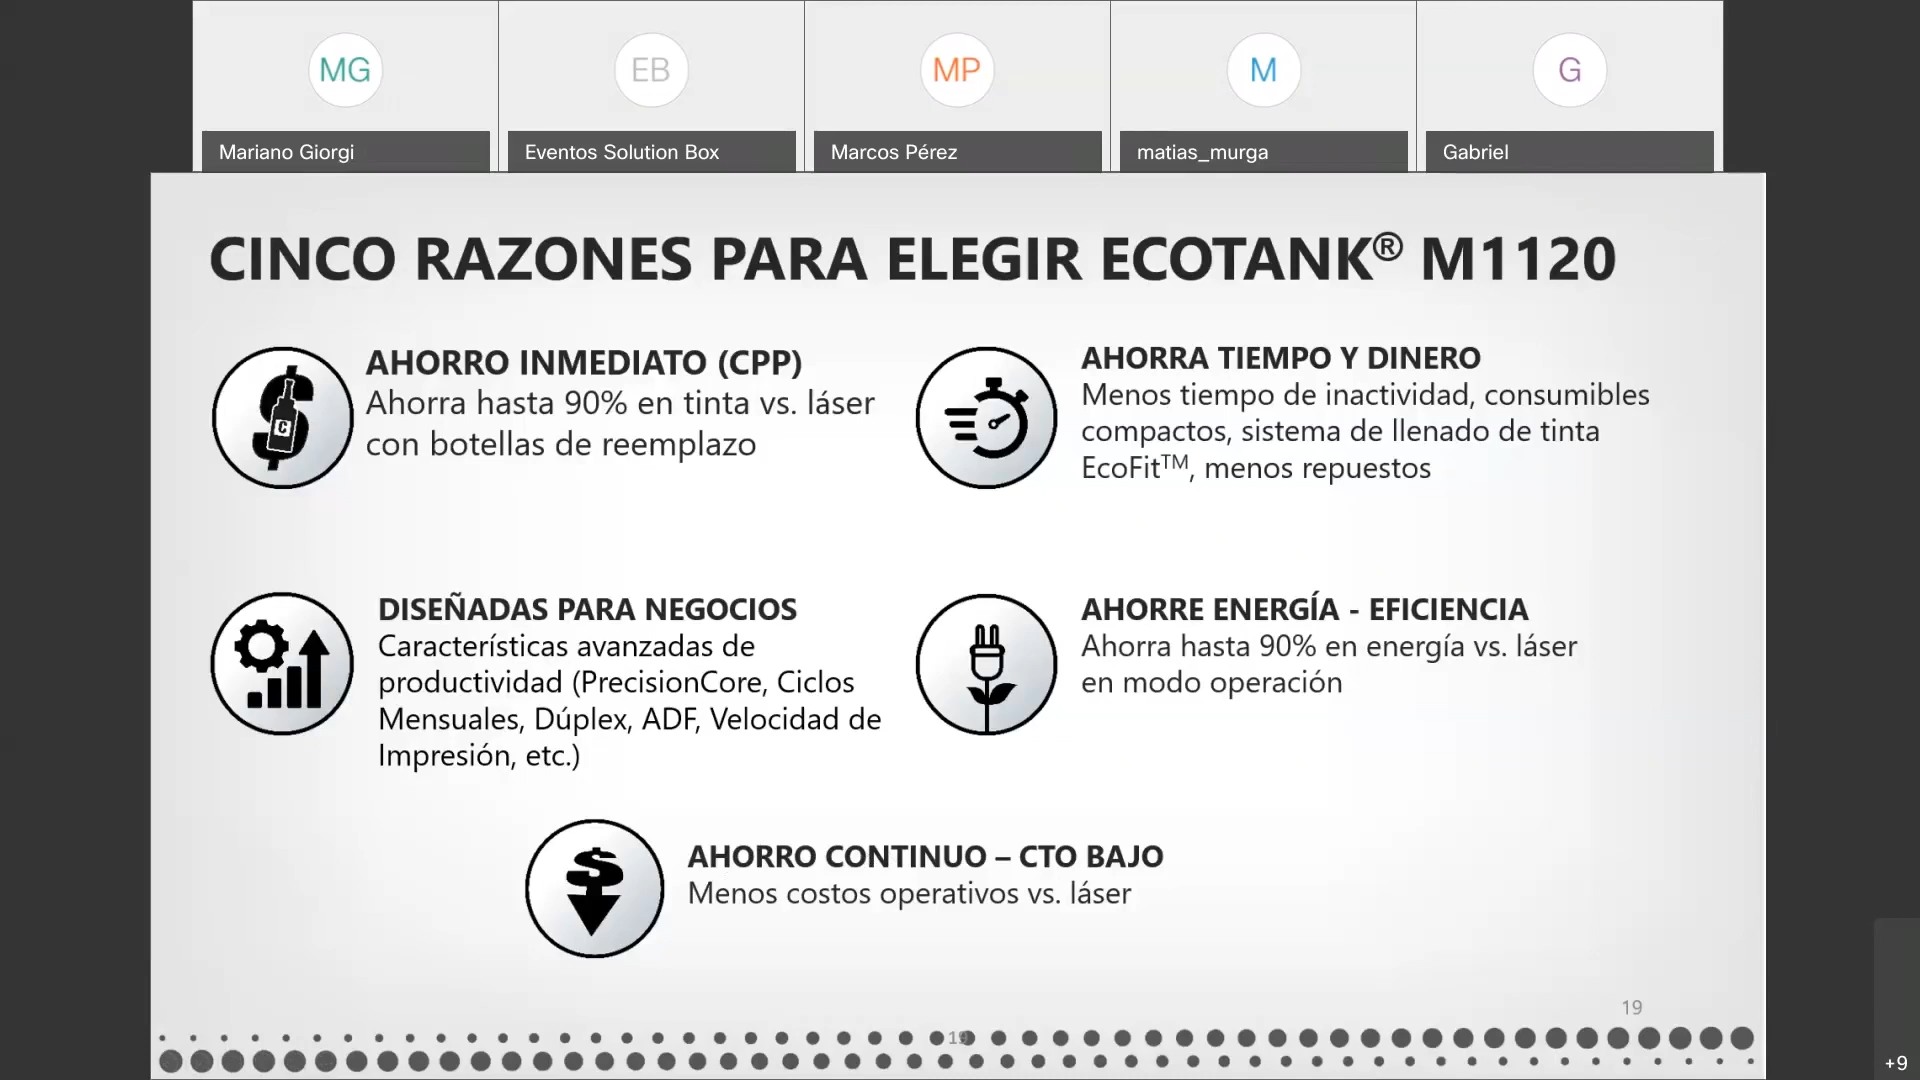 MG
EB
MP
M
G
Mariano Giorgi
Eventos Solution Box
Marcos Pérez
matias_murga
Gabriel
CINCO RAZONES PARA ELEGIR ECOTANK® M1120
AHORRO INMEDIATO (CPP)
Ahorra hasta 90% en tinta vs. láser
con botellas de reemplazo
AHORRA TIEMPO Y DINERO
Menos tiempo de inactividad, consumibles
compactos, sistema de llenado de tinta
EcoFit™, menos repuestos
DISEÑADAS PARA NEGOCIOS
Características avanzadas de
productividad (PrecisionCore, Ciclos
Mensuales, Dúplex, ADF, Velocidad de
Impresión, etc.)
AHORRE ENERGÍA - EFICIENCIA
Ahorra hasta 90% en energía vs. láser
en modo operación
AHORRO CONTINUO – CTO BAJO
Menos costos operativos vs. láser
19
19
+9